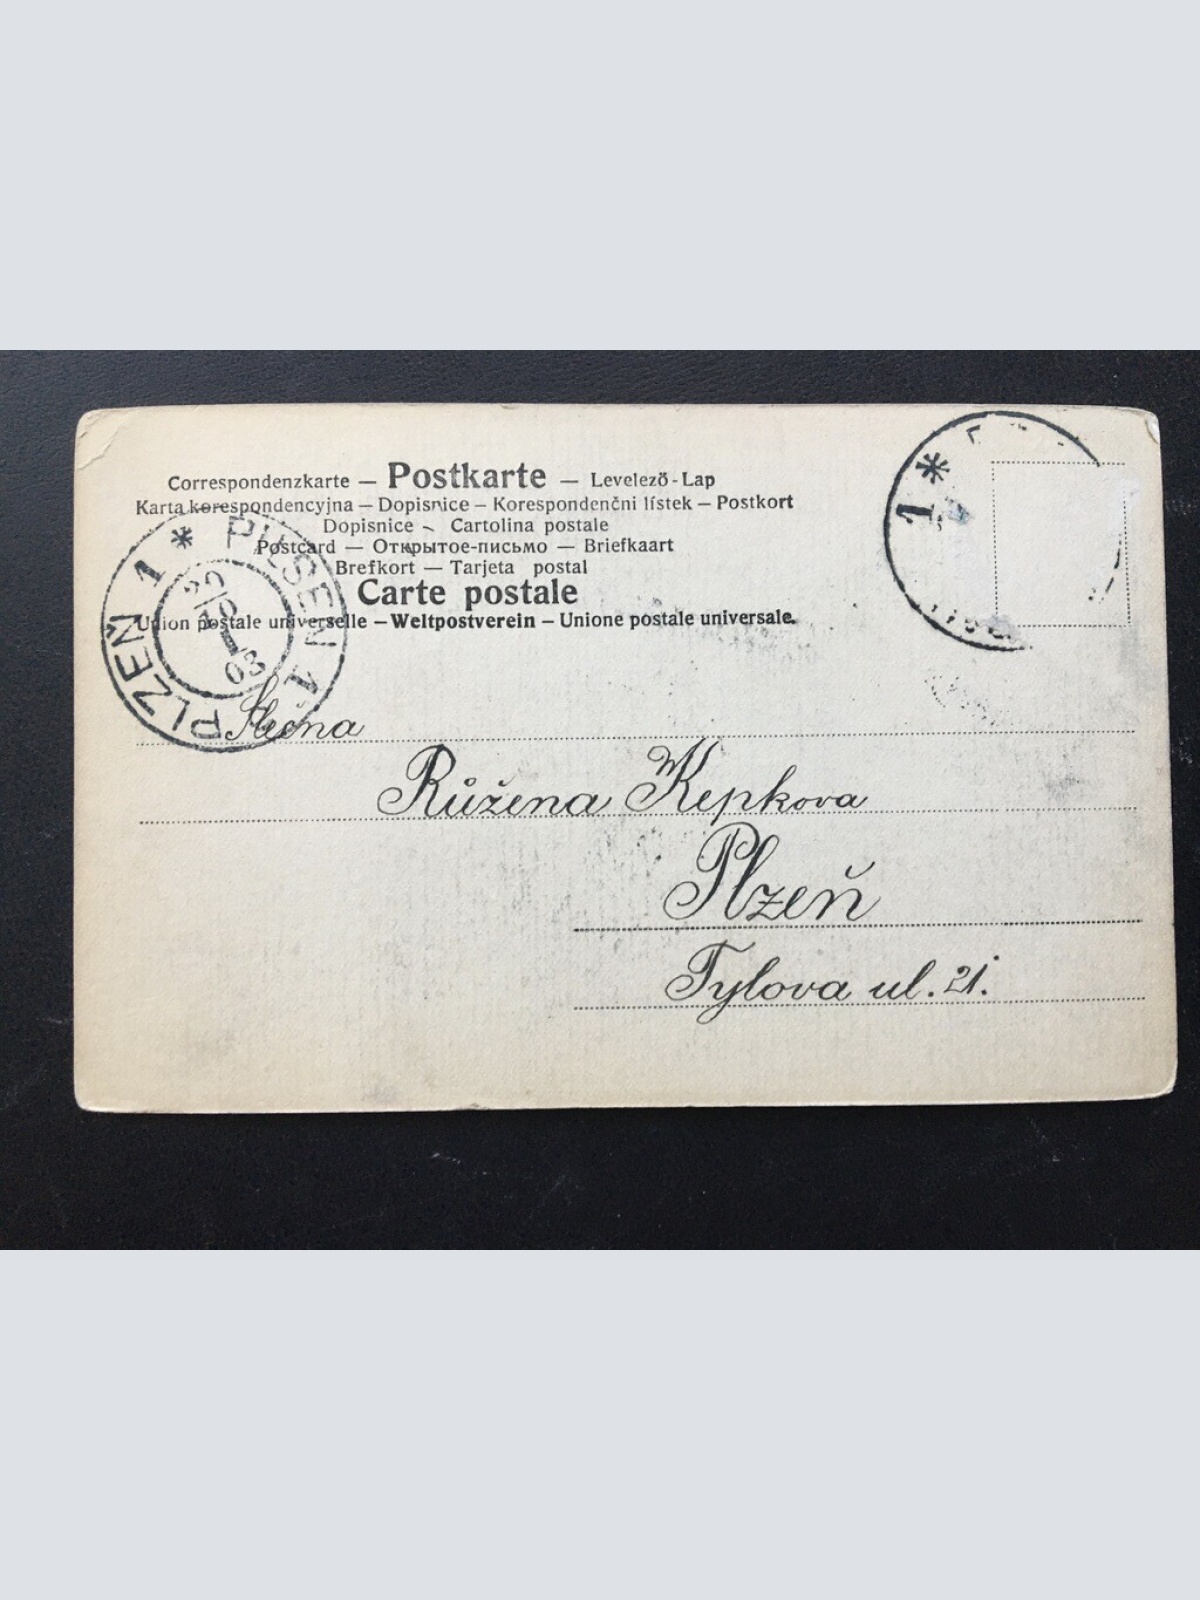 Correspondenzkarte — Postkarte — Levelező-Lap
Karta korespondencyjna — Dopisnice — Korespondenčni lístek — Postkort
Dopisnice — Cartolina postale
Postcard — Открытое-письмо — Briefkaart
Brefkort — Tarjeta postal
Carte postale
Union postale universelle — Weltpostverein — Unione postale universale.
PLZEŇ 1 * PILSEN 1
03
1 *
Slečna
Růžena Kepkova
Plzeň
Tylova ul. 21.